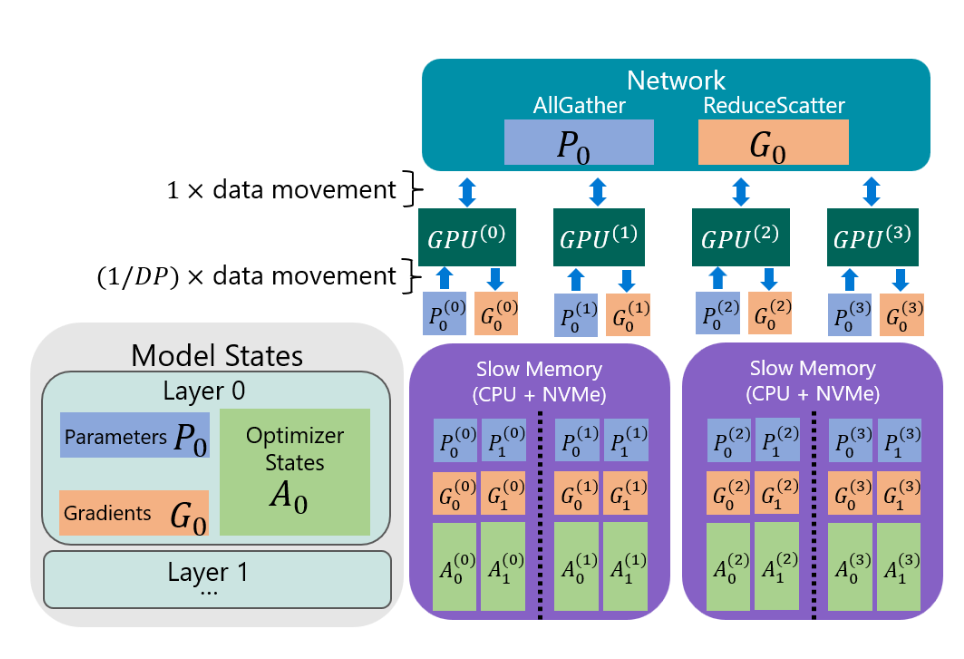 Network
AllGather ReduceScatter
P₀ G₀
1 × data movement
GPU⁽⁰⁾ GPU⁽¹⁾ GPU⁽²⁾ GPU⁽³⁾
(1/DP) × data movement
P₀⁽⁰⁾ G₀⁽⁰⁾ P₀⁽¹⁾ G₀⁽¹⁾ P₀⁽²⁾ G₀⁽²⁾ P₀⁽³⁾ G₀⁽³⁾
Model States
Layer 0
Parameters P₀
Gradients G₀
Optimizer
States
A₀
Layer 1
...
Slow Memory
(CPU + NVMe)
P₀⁽⁰⁾ P₁⁽⁰⁾ P₀⁽¹⁾ P₁⁽¹⁾
G₀⁽⁰⁾ G₁⁽⁰⁾ G₀⁽¹⁾ G₁⁽¹⁾
A₀⁽⁰⁾ A₁⁽⁰⁾ A₀⁽¹⁾ A₁⁽¹⁾
Slow Memory
(CPU + NVMe)
P₀⁽²⁾ P₁⁽²⁾ P₀⁽³⁾ P₁⁽³⁾
G₀⁽²⁾ G₁⁽²⁾ G₀⁽³⁾ G₁⁽³⁾
A₀⁽²⁾ A₁⁽²⁾ A₀⁽³⁾ A₁⁽³⁾